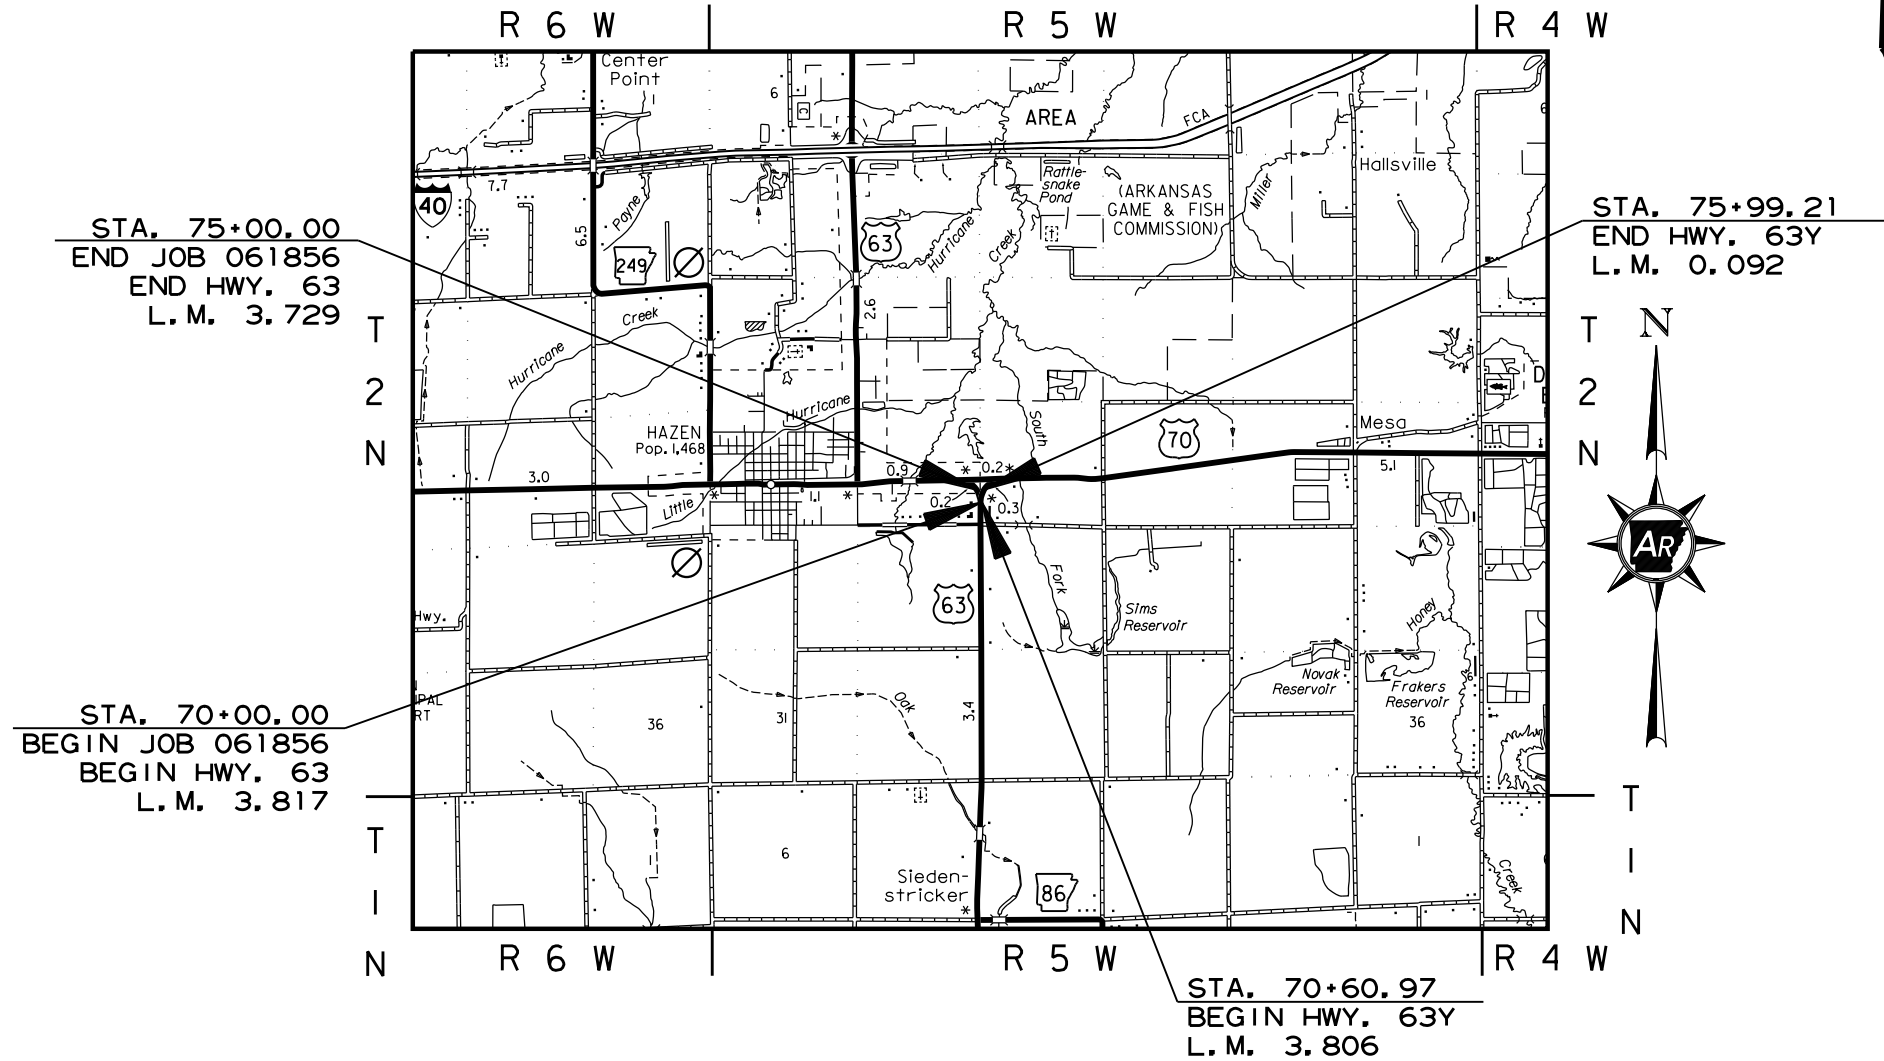 R 6 W
R 5 W
R 4 W
Center
Point
6
AREA
FCA
Hallsville
7.7
40
Payne
6.5
249
63
Hurricane
Creek
Rattle-
snake
Pond
(ARKANSAS
GAME & FISH
COMMISSION)
Miller
STA. 75+00.00
END JOB 061856
END HWY. 63
L.M. 3.729
STA. 75+99.21
END HWY. 63Y
L.M. 0.092
T
2
N
T
2
N
N
Creek
Hurricane
2.6
Hurricane
HAZEN
Pop. 1,468
South
70
Mesa
D
3.0
0.9
*
0.2
*
5.1
Little
0.2
0.3
AR
Fork
63
Sims
Reservoir
Honey
Hwy.
Novak
Reservoir
Frakers
Reservoir
36
6
IPAL
RT
36
31
Oak
3.4
STA. 70+00.00
BEGIN JOB 061856
BEGIN HWY. 63
L.M. 3.817
T
1
N
T
1
N
6
1
Sieden-
stricker
86
Creek
R 6 W
R 5 W
R 4 W
STA. 70+60.97
BEGIN HWY. 63Y
L.M. 3.806